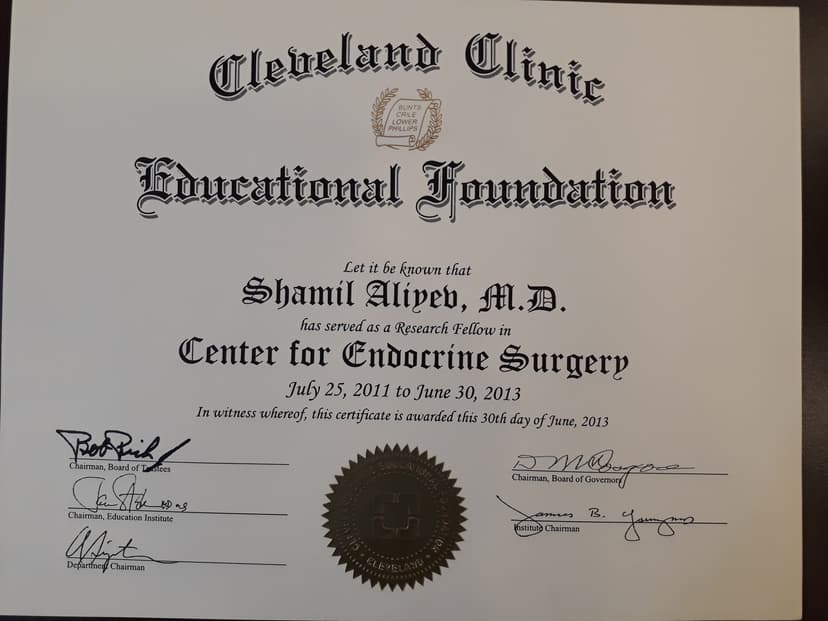 Cleveland Clinic
BUNTS
CRILE
LOWER
PHILLIPS
Educational Foundation
Let it be known that
Shamil Aliyev, M.D.
has served as a Research Fellow in
Center for Endocrine Surgery
July 25, 2011 to June 30, 2013
In witness whereof, this certificate is awarded this 30th day of June, 2013
Chairman, Board of Trustees
Chairman, Board of Governors
Chairman, Education Institute
James B. Young
Institute Chairman
Department Chairman
CLEVELAND